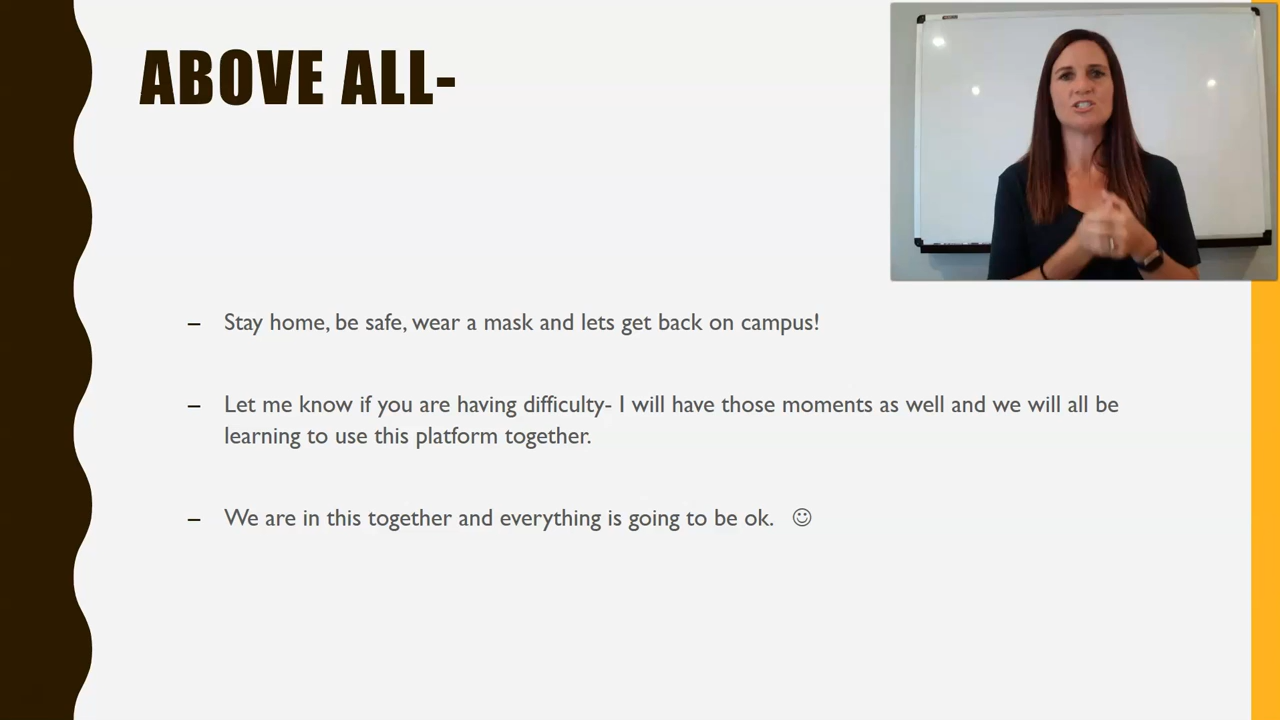 ABOVE ALL-
– Stay home, be safe, wear a mask and lets get back on campus!
– Let me know if you are having difficulty- I will have those moments as well and we will all be
learning to use this platform together.
– We are in this together and everything is going to be ok. ☺